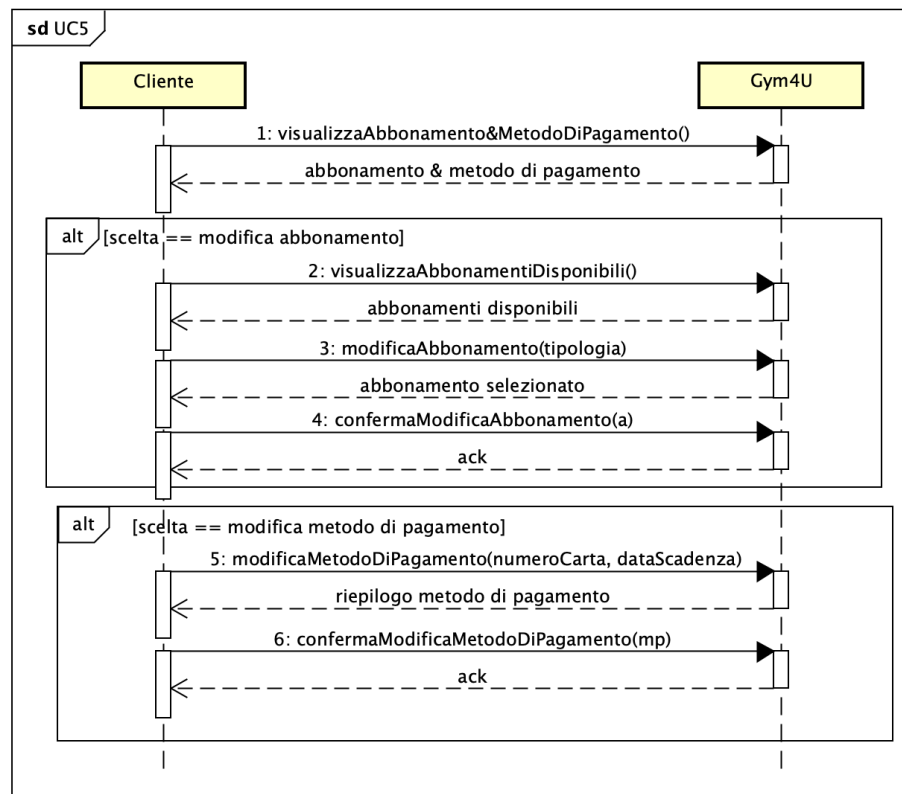 sd UC5
Cliente
Gym4U
1: visualizzaAbbonamento&MetodoDiPagamento()
abbonamento & metodo di pagamento
alt [scelta == modifica abbonamento]
2: visualizzaAbbonamentiDisponibili()
abbonamenti disponibili
3: modificaAbbonamento(tipologia)
abbonamento selezionato
4: confermaModificaAbbonamento(a)
ack
alt [scelta == modifica metodo di pagamento]
5: modificaMetodoDiPagamento(numeroCarta, dataScadenza)
riepilogo metodo di pagamento
6: confermaModificaMetodoDiPagamento(mp)
ack